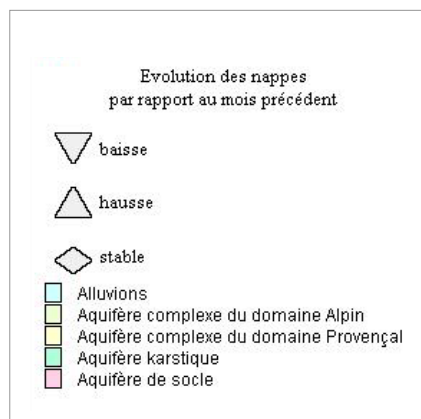 Evolution des nappes
par rapport au mois précédent
baisse
hausse
stable
Alluvions
Aquifère complexe du domaine Alpin
Aquifère complexe du domaine Provençal
Aquifère karstique
Aquifère de socle